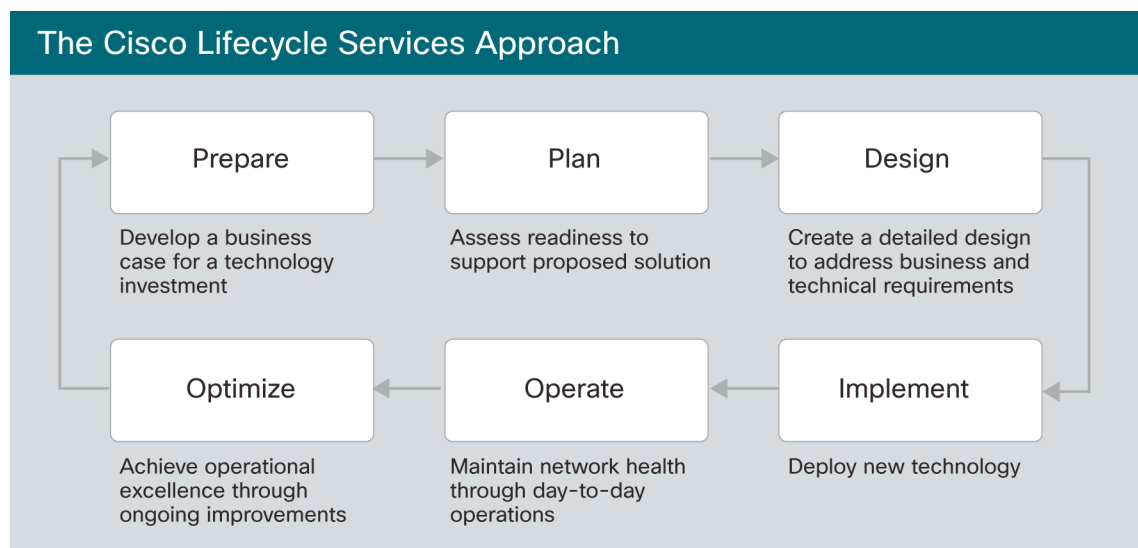 The Cisco Lifecycle Services Approach
Prepare
Develop a business
case for a technology
investment
Plan
Assess readiness to
support proposed solution
Design
Create a detailed design
to address business and
technical requirements
Implement
Deploy new technology
Operate
Maintain network health
through day-to-day
operations
Optimize
Achieve operational
excellence through
ongoing improvements